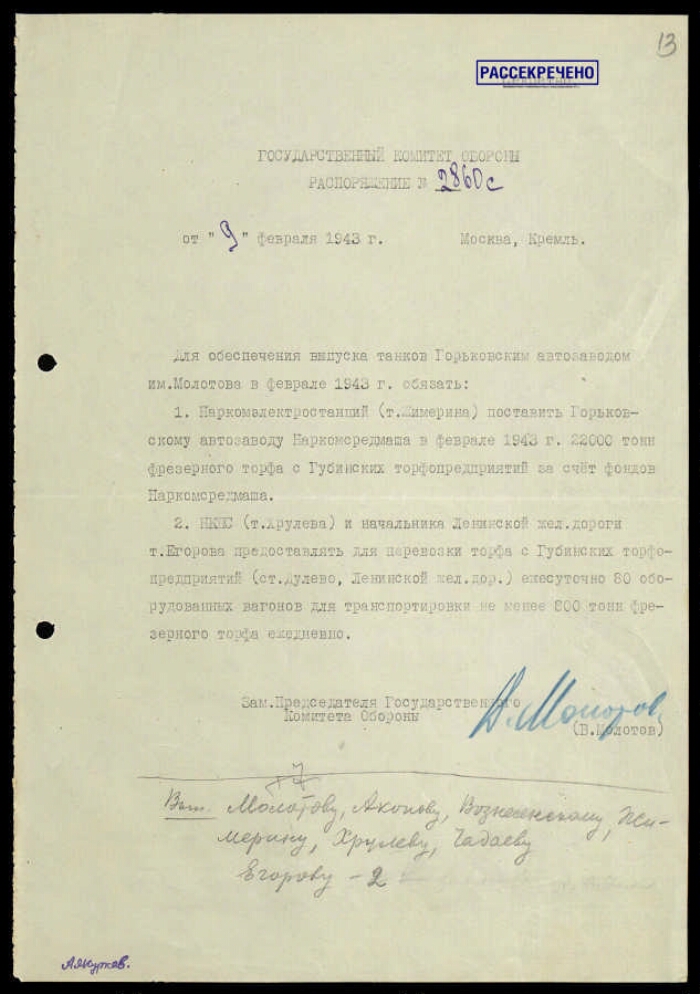 13
РАССЕКРЕЧЕНО
ГОСУДАРСТВЕННЫЙ КОМИТЕТ ОБОРОНЫ
РАСПОРЯЖЕНИЕ № 2860с
от "9" февраля 1943 г. Москва, Кремль.
Для обеспечения выпуска танков Горьковским автозаводом
им.Молотова в феврале 1943 г. обязать:
1. Наркомэлектростанций (т.Жимерина) поставить Горьков-
скому автозаводу Наркомсредмаша в феврале 1943 г. 22000 тонн
фрезерного торфа с Губинских торфопредприятий за счёт фондов
Наркомсредмаша.
2. НКПС (т.Хрулева) и начальника Ленинской жел.дороги
т.Егорова предоставлять для перевозки торфа с Губинских торфо-
предприятий (ст.Дулево, Ленинской жел.дор.) ежесуточно 80 обо-
рудованных вагонов для транспортировки не менее 800 тонн фре-
зерного торфа ежедневно.
Зам.Председателя Государственного
Комитета Обороны
В. Молотов
(В.Молотов)
Молотову, Акопову, Вознесенскому, Жи-
мерину, Хрулеву, Чадаеву
Егорову - 2